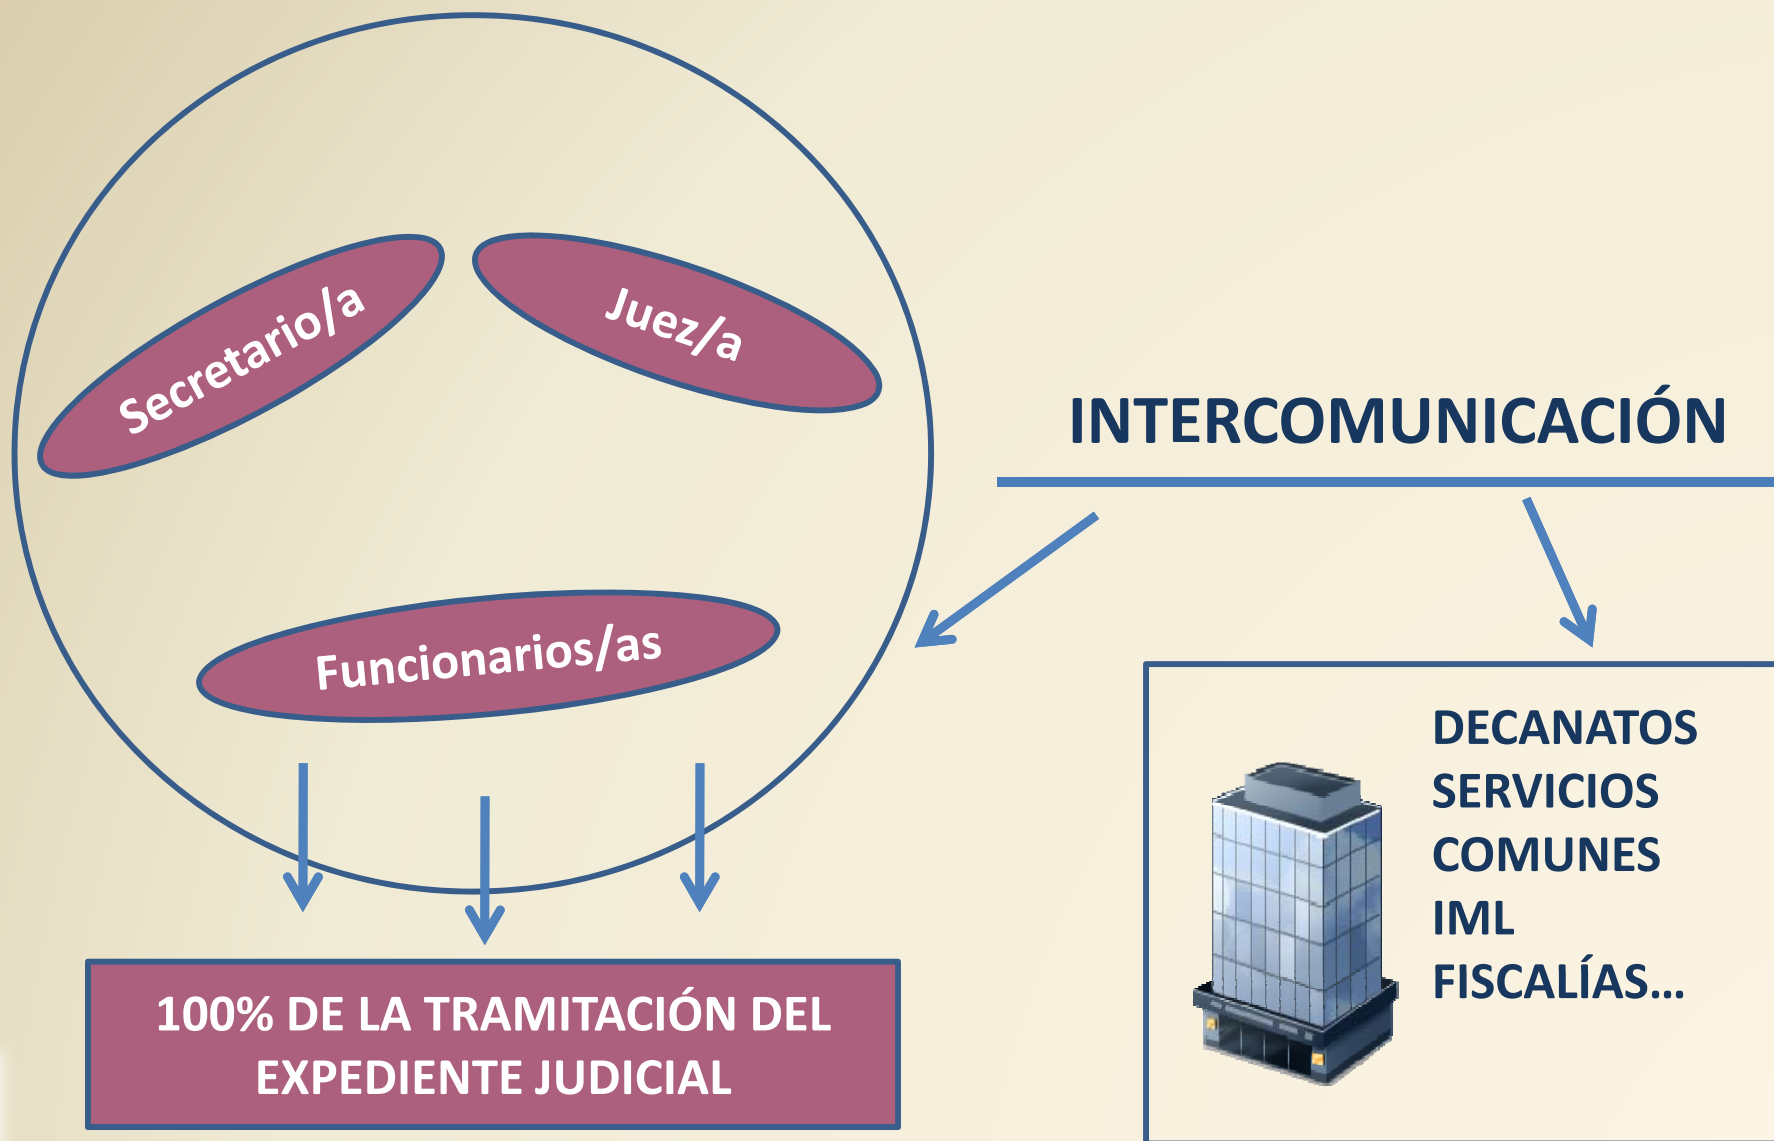 Secretario/a
Juez/a
INTERCOMUNICACIÓN
Funcionarios/as
DECANATOS
SERVICIOS
COMUNES
IML
FISCALÍAS...
100% DE LA TRAMITACIÓN DEL
EXPEDIENTE JUDICIAL